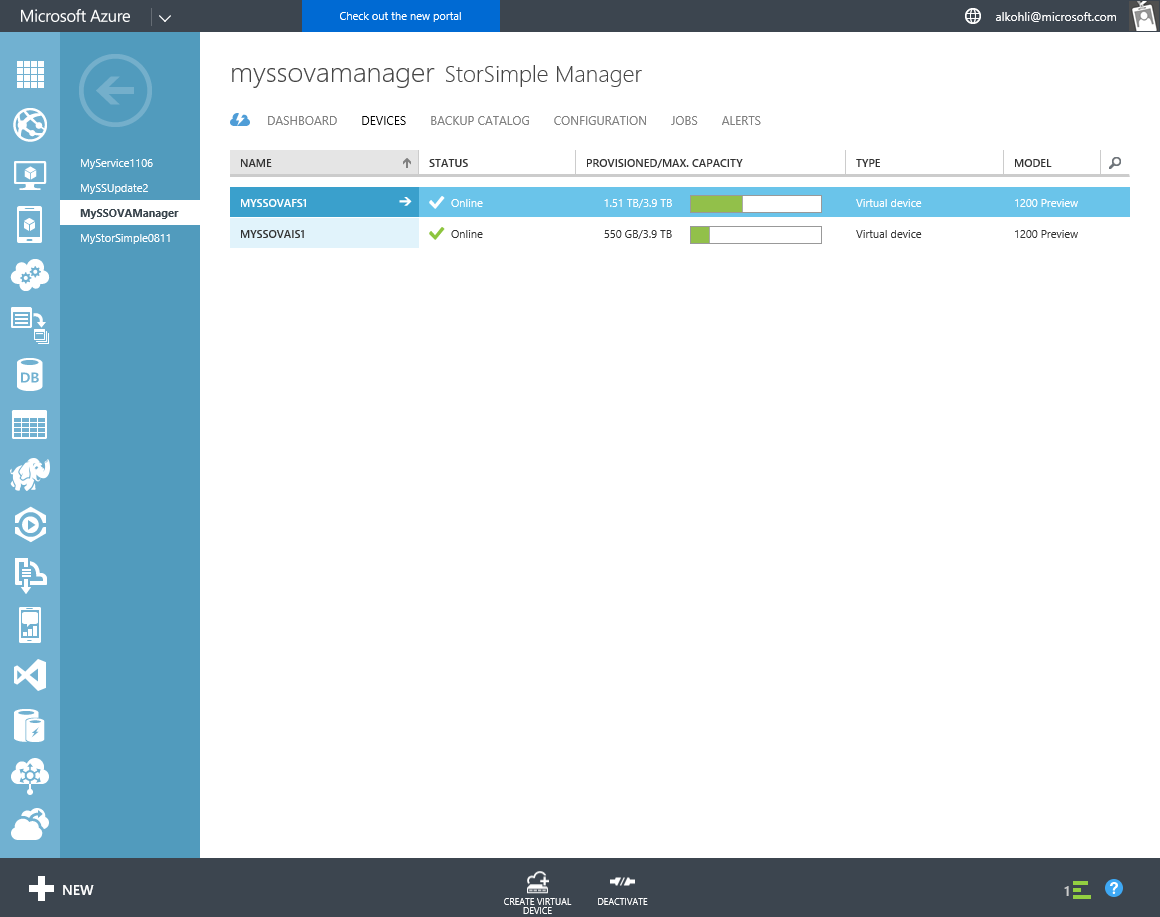 Microsoft Azure
Check out the new portal
alkohli@microsoft.com
myssovamanager StorSimple Manager
DASHBOARD DEVICES BACKUP CATALOG CONFIGURATION JOBS ALERTS
MyService1106
MySSUpdate2
MySSOVAManager
MyStorSimple0811
NAME STATUS PROVISIONED/MAX. CAPACITY TYPE MODEL
MYSSOVAFS1 Online 1.51 TB/3.9 TB Virtual device 1200 Preview
MYSSOVAIS1 Online 550 GB/3.9 TB Virtual device 1200 Preview
DB
NEW
CREATE VIRTUAL
DEVICE
DEACTIVATE
1
?